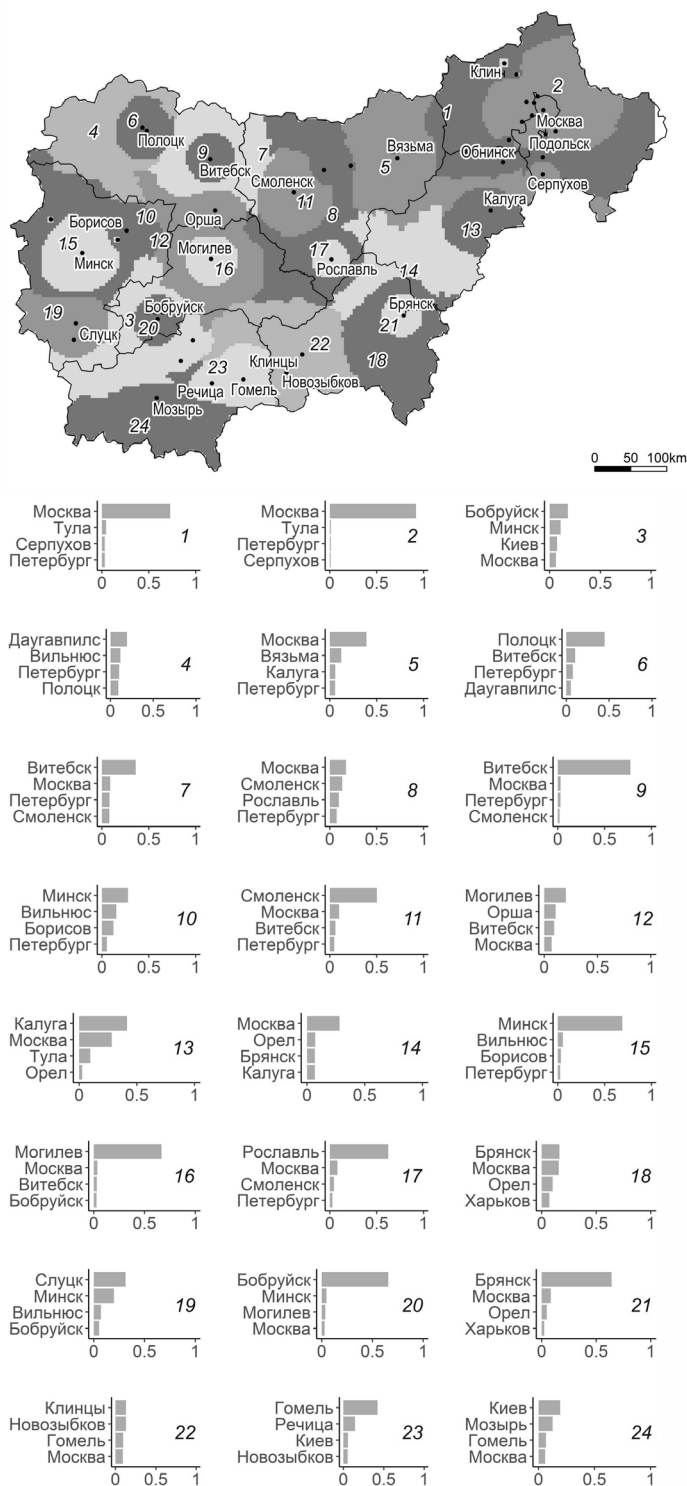 Клин
2
6
4
Полоцк
1
Москва
9
Витебск
7
Вязьма
5
Подольск
Обнинск
Смоленск
11
Серпухов
Калуга
Борисов
10
Орша
8
13
15
12
Могилев
17
Минск
16
Рославль
14
19
3
Бобруйск
Брянск
20
21
Слуцк
22
23
Клинцы
18
Речица
Гомель
Новозыбков
Мозырь
24
0 50 100km
Москва
Тула
Серпухов
Петербург
1
0 0.5 1
Москва
Тула
Петербург
Серпухов
2
0 0.5 1
Бобруйск
Минск
Киев
Москва
3
0 0.5 1
Даугавпилс
Вильнюс
Петербург
Полоцк
4
0 0.5 1
Москва
Вязьма
Калуга
Петербург
5
0 0.5 1
Полоцк
Витебск
Петербург
Даугавпилс
6
0 0.5 1
Витебск
Москва
Петербург
Смоленск
7
0 0.5 1
Москва
Смоленск
Рославль
Петербург
8
0 0.5 1
Витебск
Москва
Петербург
Смоленск
9
0 0.5 1
Минск
Вильнюс
Борисов
Петербург
10
0 0.5 1
Смоленск
Москва
Витебск
Петербург
11
0 0.5 1
Могилев
Орша
Витебск
Москва
12
0 0.5 1
Калуга
Москва
Тула
Орел
13
0 0.5 1
Москва
Орел
Брянск
Калуга
14
0 0.5 1
Минск
Вильнюс
Борисов
Петербург
15
0 0.5 1
Могилев
Москва
Витебск
Бобруйск
16
0 0.5 1
Рославль
Москва
Смоленск
Петербург
17
0 0.5 1
Брянск
Москва
Орел
Харьков
18
0 0.5 1
Слуцк
Минск
Вильнюс
Бобруйск
19
0 0.5 1
Бобруйск
Минск
Могилев
Москва
20
0 0.5 1
Брянск
Москва
Орел
Харьков
21
0 0.5 1
Клинцы
Новозыбков
Гомель
Москва
22
0 0.5 1
Гомель
Речица
Киев
Новозыбков
23
0 0.5 1
Киев
Мозырь
Гомель
Москва
24
0 0.5 1